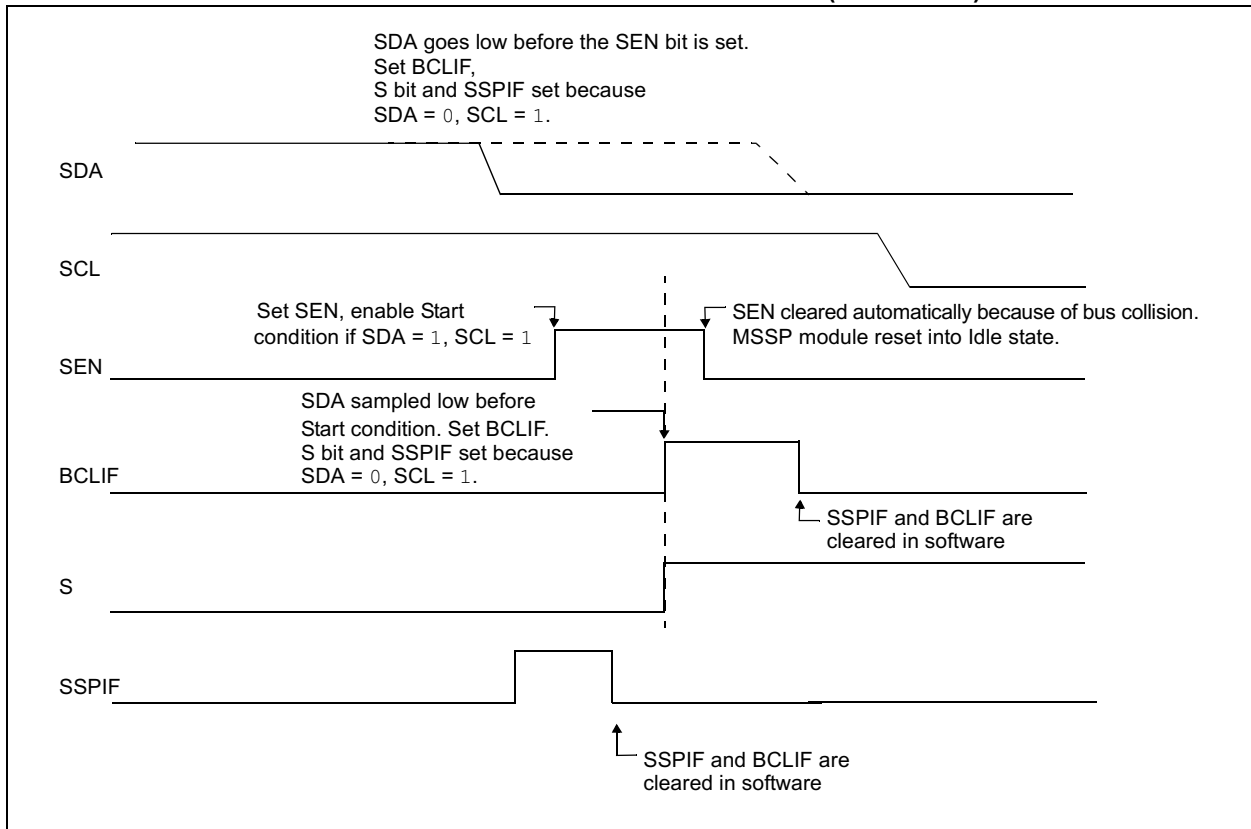 SDA goes low before the SEN bit is set.
Set BCLIF,
S bit and SSPIF set because
SDA = 0, SCL = 1.
SDA
SCL
Set SEN, enable Start
condition if SDA = 1, SCL = 1
SEN cleared automatically because of bus collision.
MSSP module reset into Idle state.
SEN
SDA sampled low before
Start condition. Set BCLIF.
S bit and SSPIF set because
SDA = 0, SCL = 1.
BCLIF
SSPIF and BCLIF are
cleared in software
S
SSPIF
SSPIF and BCLIF are
cleared in software